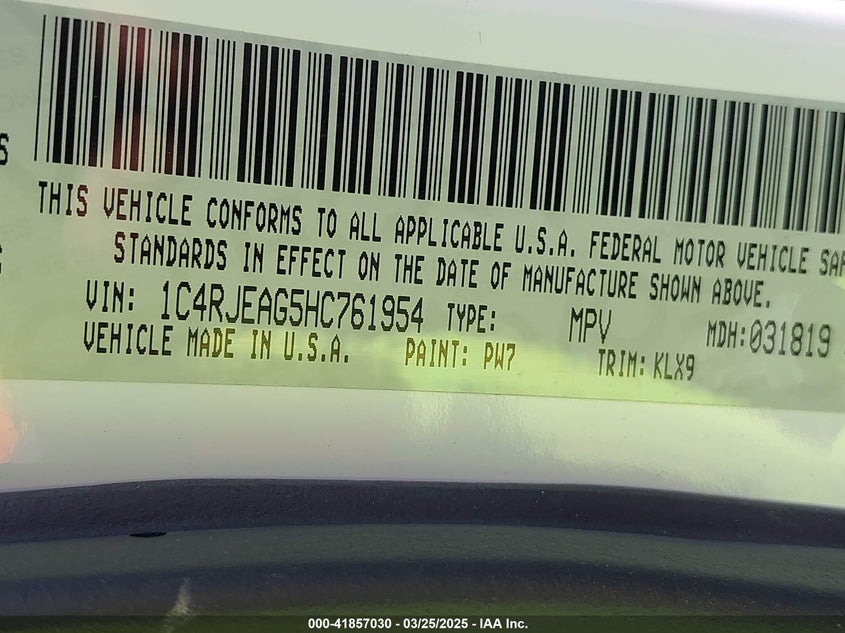 THIS VEHICLE CONFORMS TO ALL APPLICABLE U.S.A. FEDERAL MOTOR VEHICLE SAF
STANDARDS IN EFFECT ON THE DATE OF MANUFACTURE SHOWN ABOVE.
VIN: 1C4RJEAG5HC761954 TYPE: MPV MDH:031819
VEHICLE MADE IN U.S.A. PAINT: PW7 TRIM: KLX9
000-41857030 - 03/25/2025 - IAA Inc.